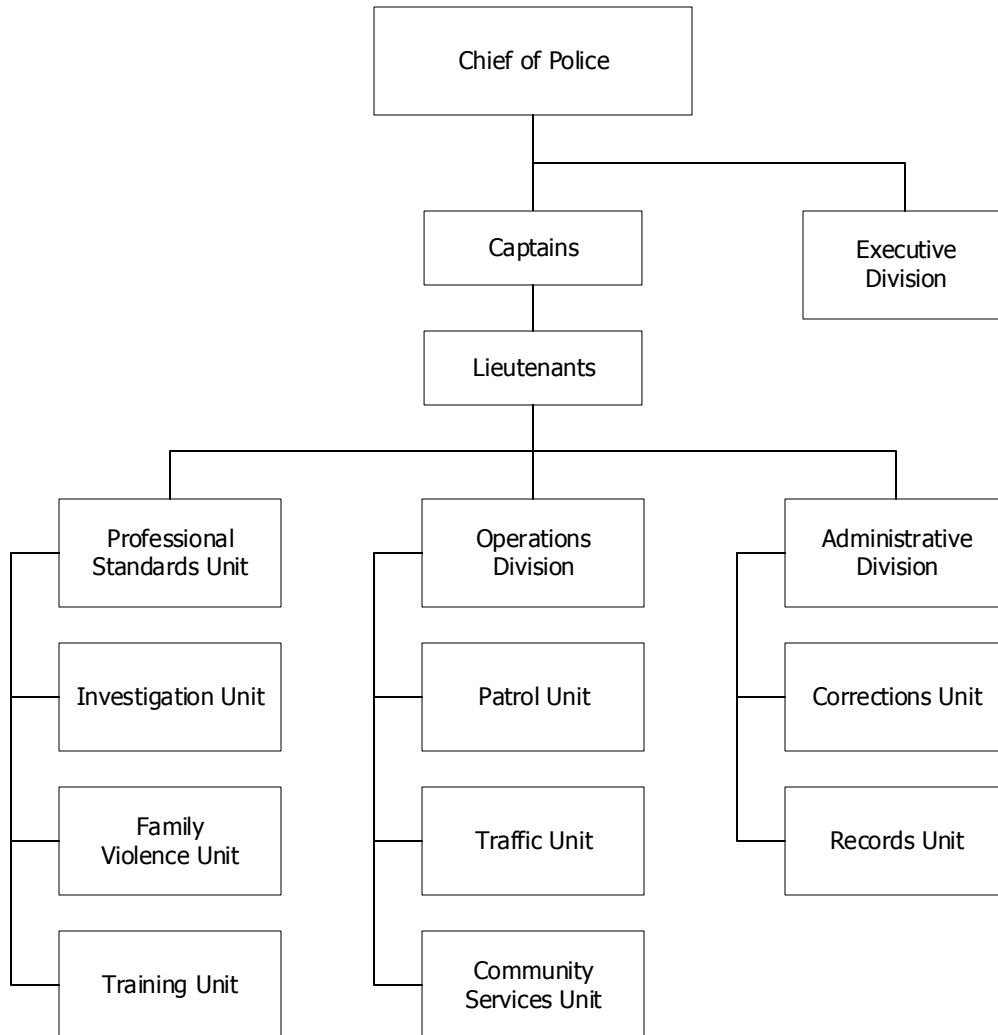 Chief of Police
Captains
Executive
Division
Lieutenants
Professional
Standards Unit
Operations
Division
Administrative
Division
Investigation Unit
Patrol Unit
Corrections Unit
Family
Violence Unit
Traffic Unit
Records Unit
Training Unit
Community
Services Unit